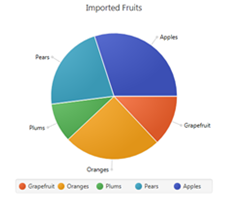 Imported Fruits
Apples
Pears
Grapefruit
Plums
Oranges
Grapefruit Oranges Plums Pears Apples